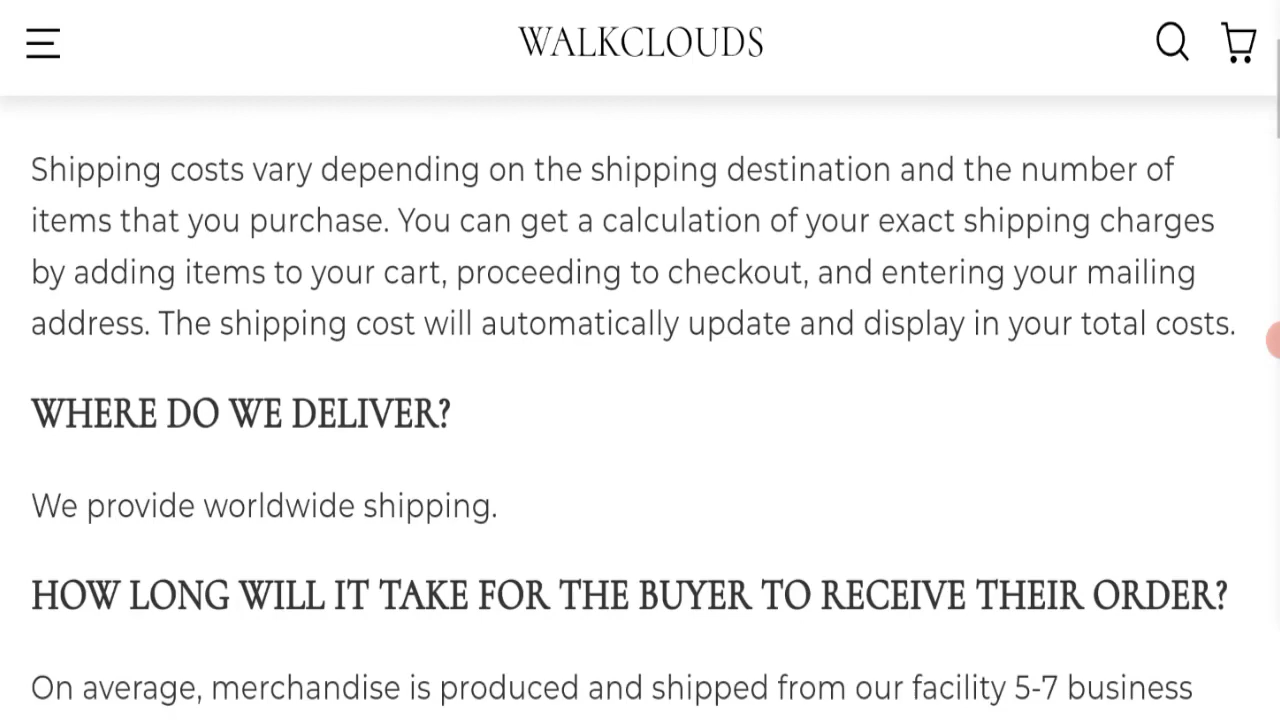 WALKCLOUDS
Shipping costs vary depending on the shipping destination and the number of
items that you purchase. You can get a calculation of your exact shipping charges
by adding items to your cart, proceeding to checkout, and entering your mailing
address. The shipping cost will automatically update and display in your total costs.
WHERE DO WE DELIVER?
We provide worldwide shipping.
HOW LONG WILL IT TAKE FOR THE BUYER TO RECEIVE THEIR ORDER?
On average, merchandise is produced and shipped from our facility 5-7 business